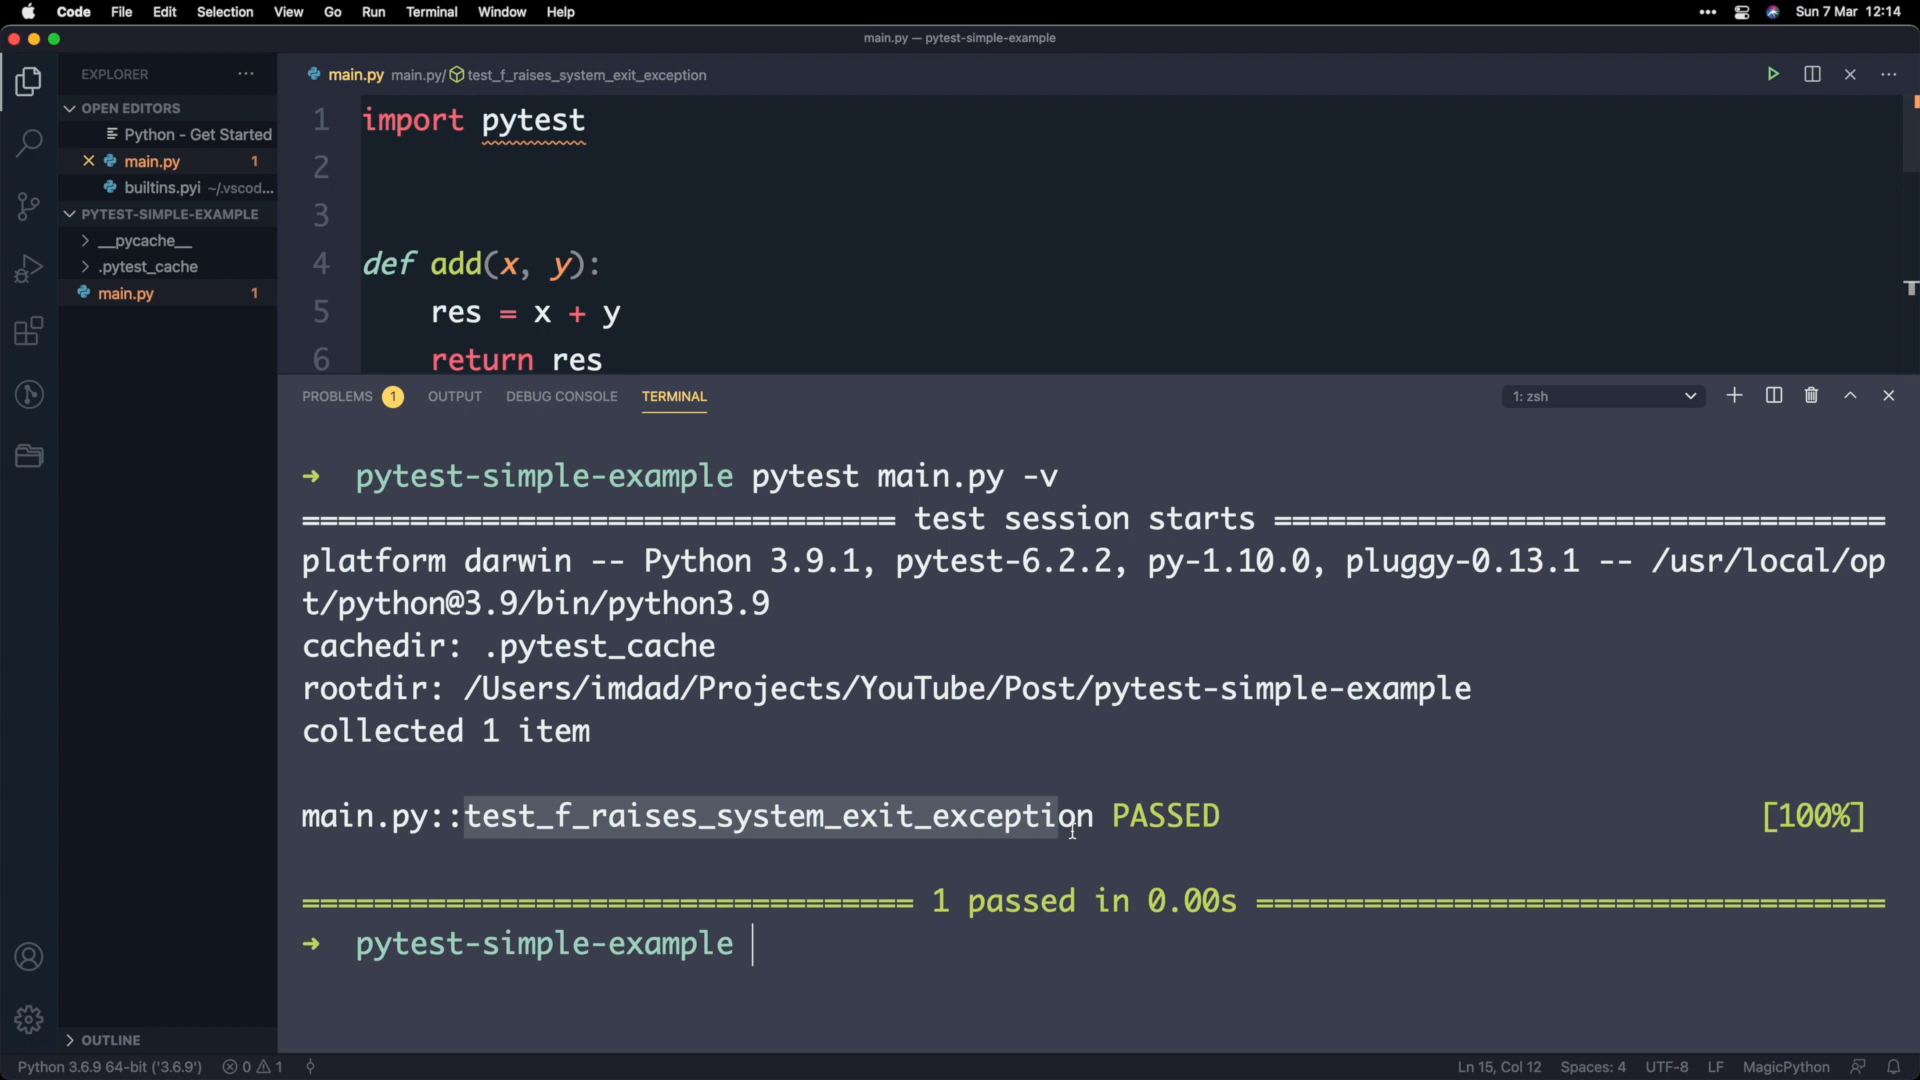 Code File Edit Selection View Go Run Terminal Window Help
Sun 7 Mar 12:14
main.py — pytest-simple-example
EXPLORER
OPEN EDITORS
Python - Get Started
main.py 1
builtins.pyi ~/.vscod...
PYTEST-SIMPLE-EXAMPLE
__pycache__
.pytest_cache
main.py 1
OUTLINE
main.py main.py/ test_f_raises_system_exit_exception
1 import pytest
2
3
4 def add(x, y):
5 res = x + y
6 return res
PROBLEMS 1 OUTPUT DEBUG CONSOLE TERMINAL
1: zsh
➜ pytest-simple-example pytest main.py -v
================================= test session starts ==================================
platform darwin -- Python 3.9.1, pytest-6.2.2, py-1.10.0, pluggy-0.13.1 -- /usr/local/op
t/python@3.9/bin/python3.9
cachedir: .pytest_cache
rootdir: /Users/imdad/Projects/YouTube/Post/pytest-simple-example
collected 1 item
main.py::test_f_raises_system_exit_exception PASSED [100%]
================================== 1 passed in 0.00s ===================================
➜ pytest-simple-example
Python 3.6.9 64-bit ('3.6.9') 0 1
Ln 15, Col 12 Spaces: 4 UTF-8 LF MagicPython